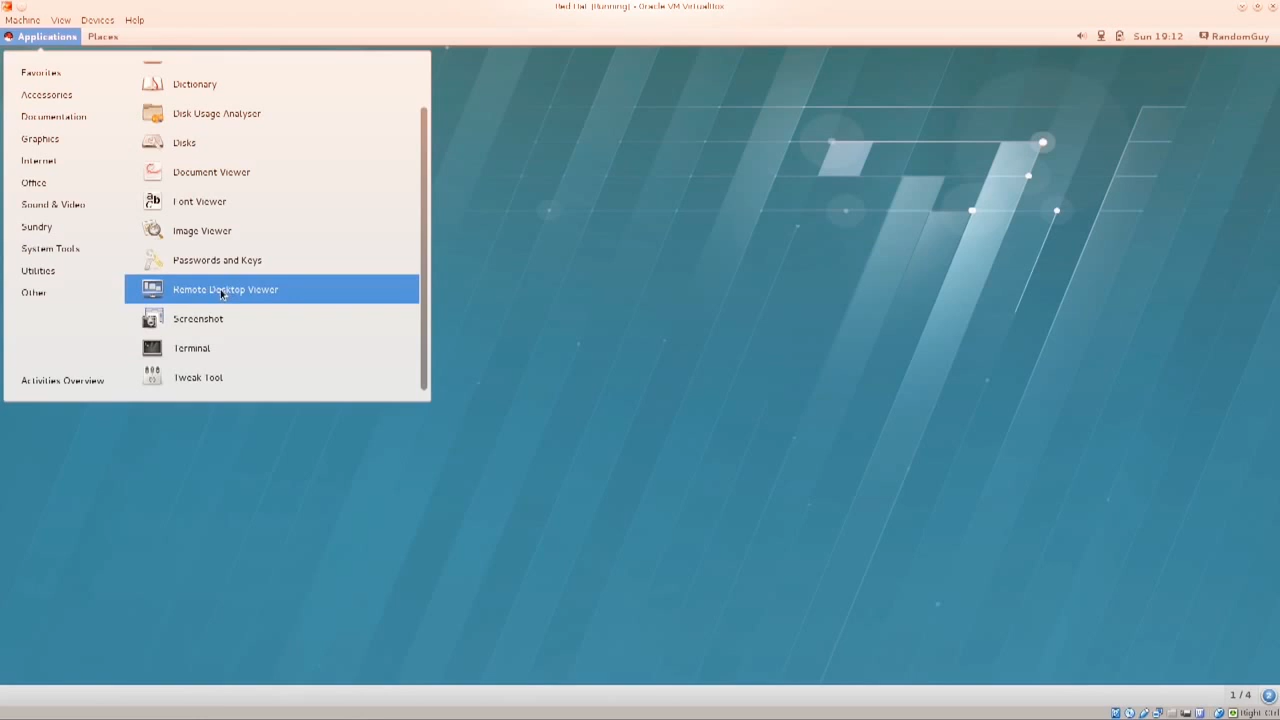 Red Hat [Running] - Oracle VM VirtualBox
Machine View Devices Help
Applications Places Sun 19:12 RandomGuy
Favorites
Accessories
Documentation
Graphics
Internet
Office
Sound & Video
Sundry
System Tools
Utilities
Other
Activities Overview
Dictionary
Disk Usage Analyser
Disks
Document Viewer
Font Viewer
Image Viewer
Passwords and Keys
Remote Desktop Viewer
Screenshot
Terminal
Tweak Tool
1 / 4
Right Ctrl